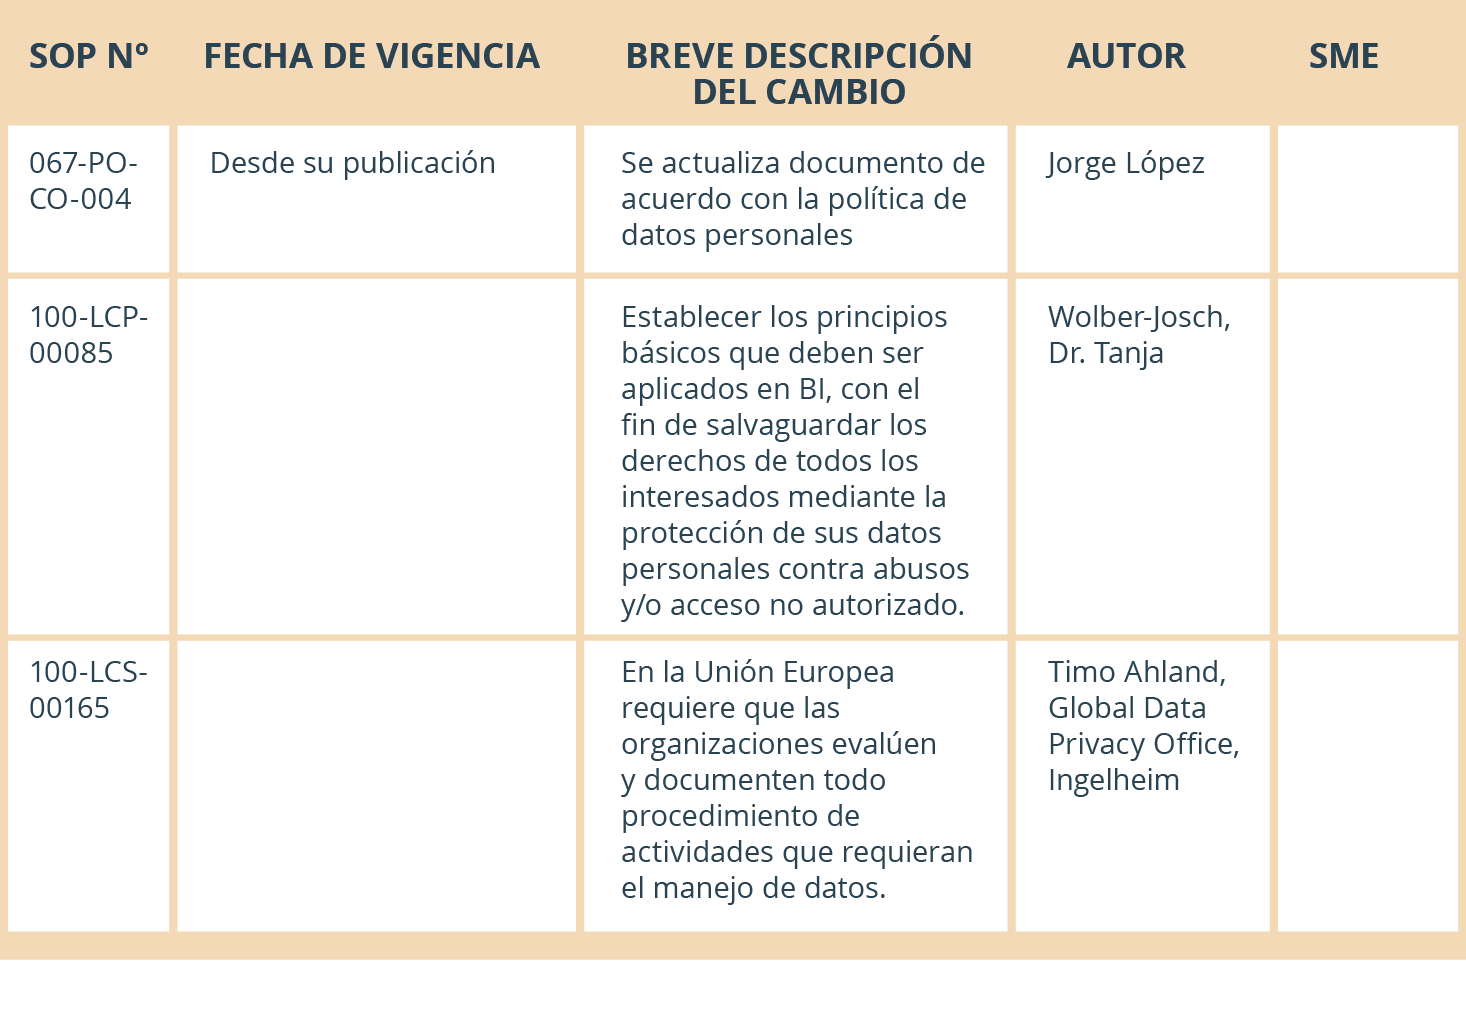 SOP Nº
FECHA DE VIGENCIA
BREVE DESCRIPCIÓN
DEL CAMBIO
AUTOR
SME
067-PO-
CO-004
Desde su publicación
Se actualiza documento de
acuerdo con la política de
datos personales
Jorge López
100-LCP-
00085
Establecer los principios
básicos que deben ser
aplicados en BI, con el
fin de salvaguardar los
derechos de todos los
interesados mediante la
protección de sus datos
personales contra abusos
y/o acceso no autorizado.
Wolber-Josch,
Dr. Tanja
100-LCS-
00165
En la Unión Europea
requiere que las
organizaciones evalúen
y documenten todo
procedimiento de
actividades que requieran
el manejo de datos.
Timo Ahland,
Global Data
Privacy Office,
Ingelheim